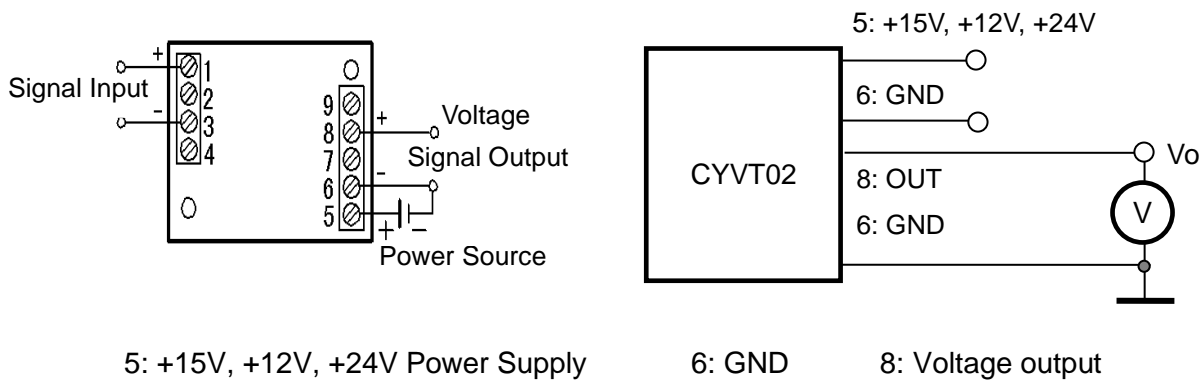 Signal Input
+
-
1
2
3
4
9
8
7
6
5
+
-
Voltage
Signal Output
+
−
Power Source
5: +15V, +12V, +24V
6: GND
CYVT02
8: OUT
6: GND
Vo
V
5: +15V, +12V, +24V Power Supply 6: GND 8: Voltage output